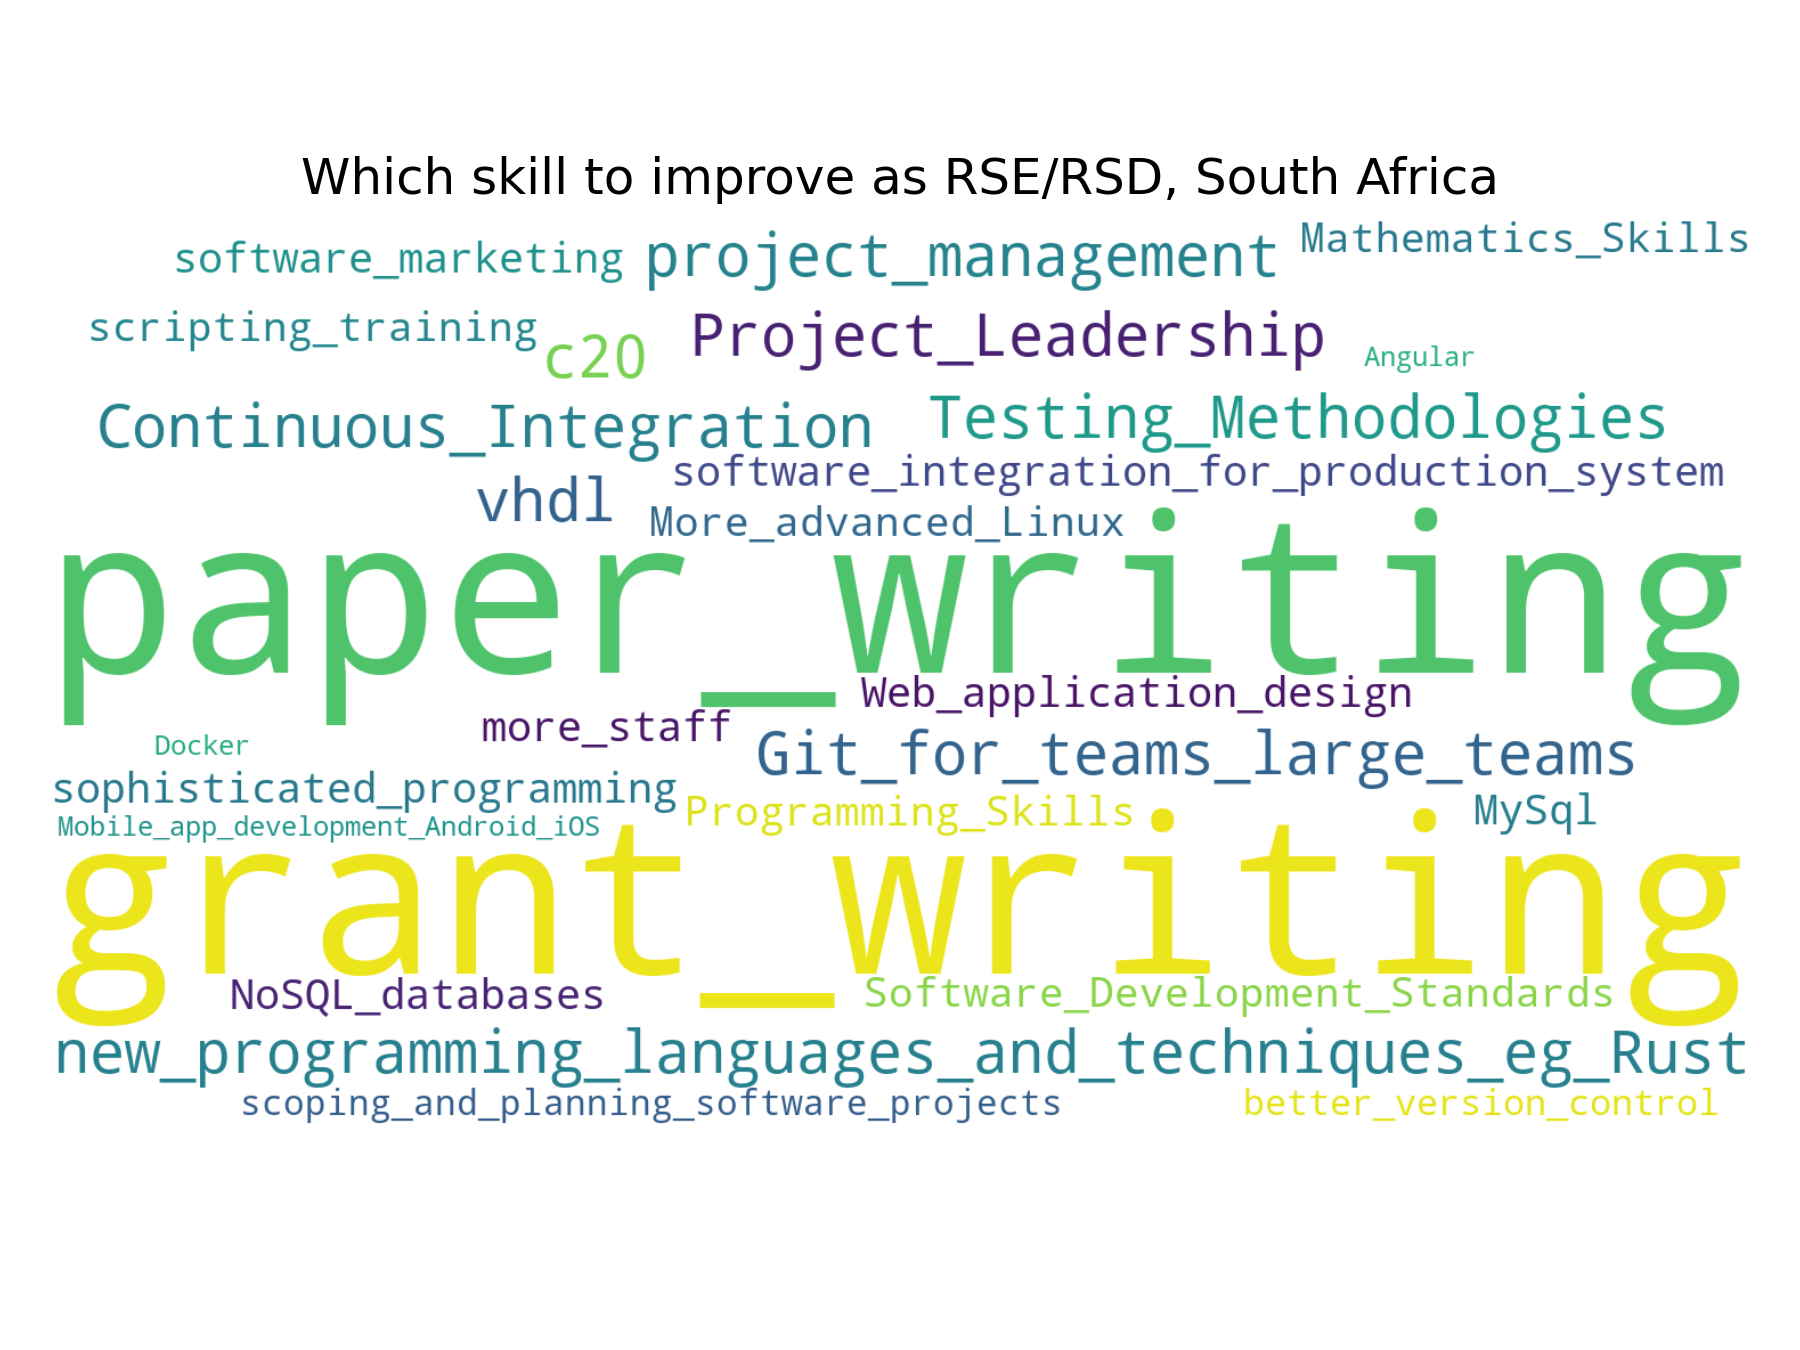 Which skill to improve as RSE/RSD, South Africa
software_marketing project_management Mathematics_Skills
scripting_training c20 Project_Leadership Angular
Continuous_Integration Testing_Methodologies
vhdl software_integration_for_production_system
More_advanced_Linux
paper_writing
Web_application_design
more_staff
Docker Git_for_teams_large_teams
sophisticated_programming Programming_Skills MySql
Mobile_app_development_Android_iOS
grant_writing
NoSQL_databases Software_Development_Standards
new_programming_languages_and_techniques_eg_Rust
scoping_and_planning_software_projects better_version_control